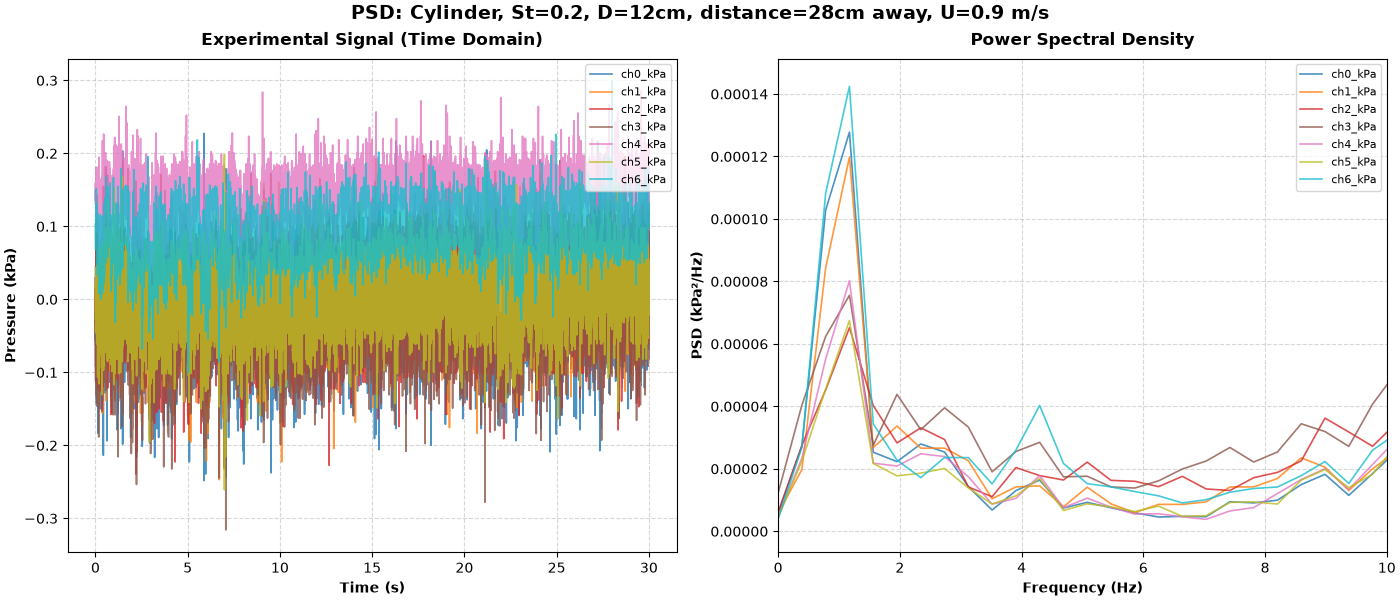 PSD: Cylinder, St=0.2, D=12cm, distance=28cm away, U=0.9 m/s
Experimental Signal (Time Domain)
Pressure (kPa)
0.3
0.2
0.1
0.0
−0.1
−0.2
−0.3
ch0_kPa
ch1_kPa
ch2_kPa
ch3_kPa
ch4_kPa
ch5_kPa
ch6_kPa
0 5 10 15 20 25 30
Time (s)
Power Spectral Density
PSD (kPa²/Hz)
0.00014
0.00012
0.00010
0.00008
0.00006
0.00004
0.00002
0.00000
ch0_kPa
ch1_kPa
ch2_kPa
ch3_kPa
ch4_kPa
ch5_kPa
ch6_kPa
0 2 4 6 8 10
Frequency (Hz)